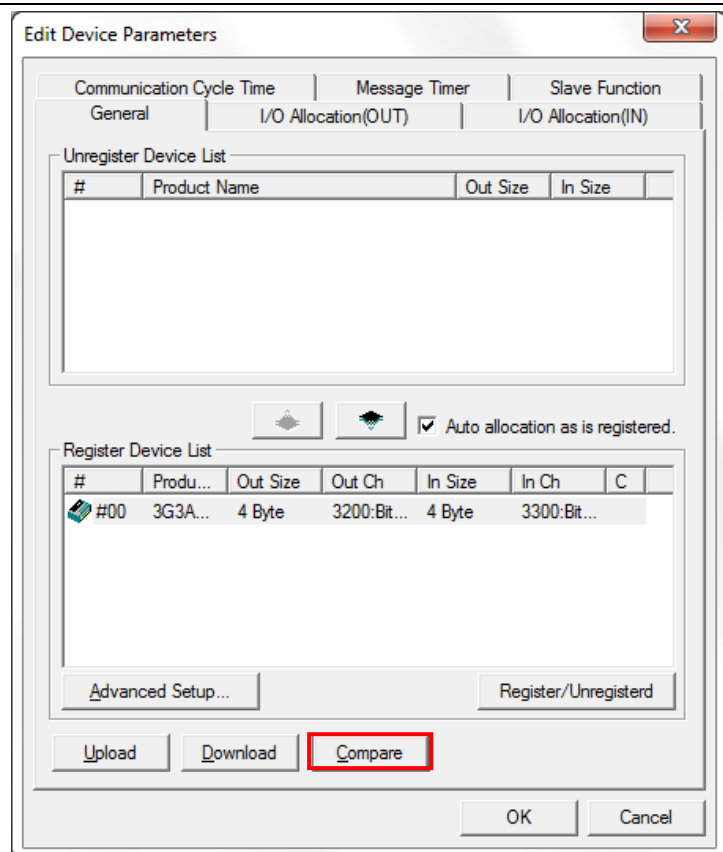 Edit Device Parameters
Communication Cycle Time Message Timer Slave Function
General I/O Allocation(OUT) I/O Allocation(IN)
Unregister Device List
# Product Name Out Size In Size
Auto allocation as is registered.
Register Device List
# Produ... Out Size Out Ch In Size In Ch C
#00 3G3A... 4 Byte 3200:Bit... 4 Byte 3300:Bit...
Advanced Setup... Register/Unregisterd
Upload Download Compare
OK Cancel